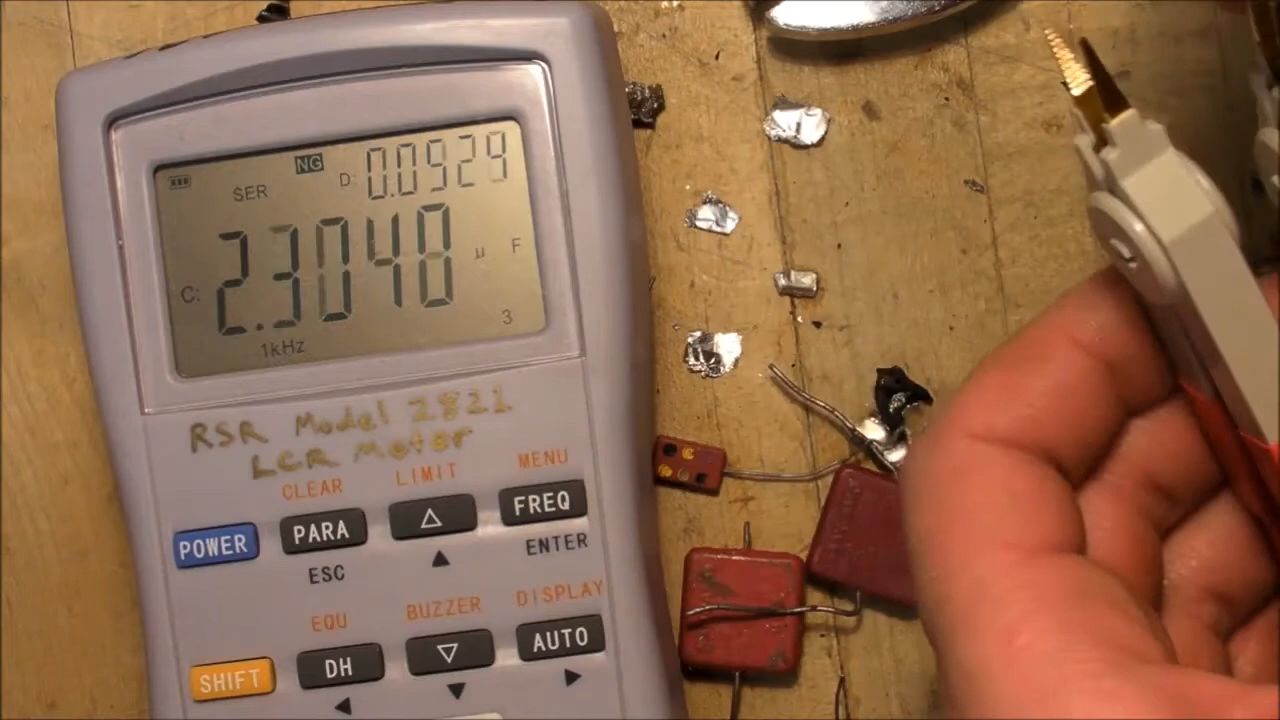 NG
SER D: 0.0929
C: 2.3048 µ F
1kHz 3
RSR Model 2821
LCR Meter
CLEAR LIMIT MENU
POWER PARA △ FREQ
ESC ▲ ENTER
EQU BUZZER DISPLAY
SHIFT DH ▽ AUTO
◀ ▼ ▶